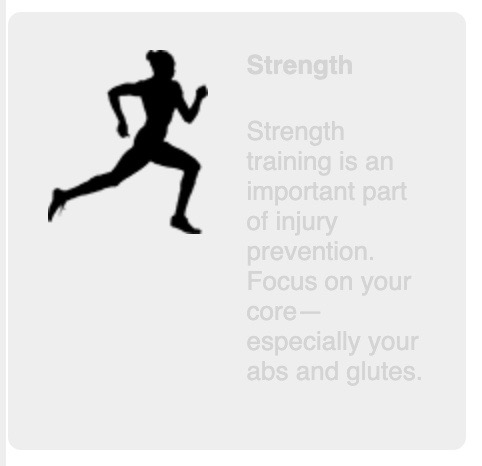 Strength
Strength
training is an
important part
of injury
prevention.
Focus on your
core—
especially your
abs and glutes.